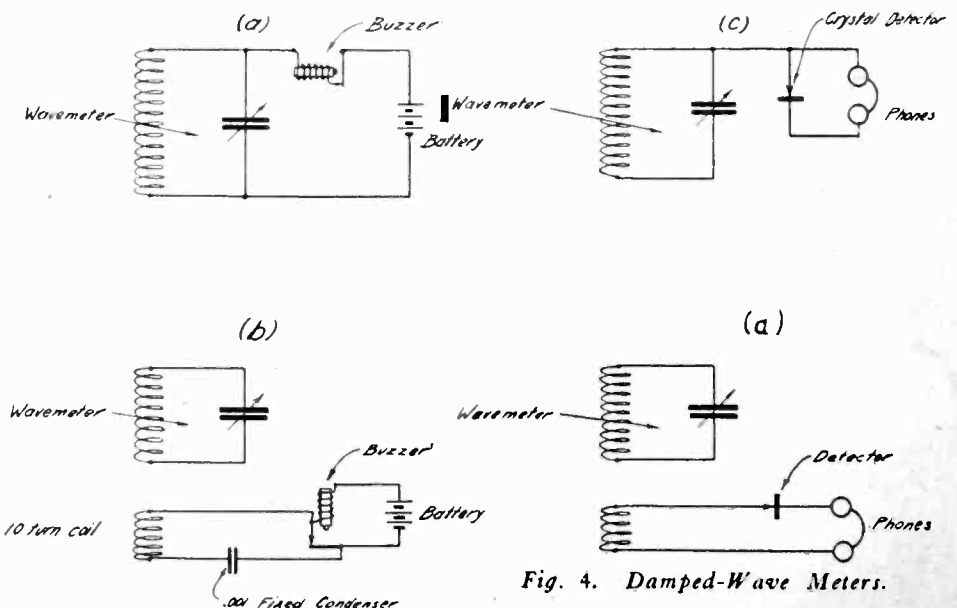 (a)
Buzzer
Wavemeter
Battery
(c)
Crystal Detector
Wavemeter
Phones
(b)
Wavemeter
Buzzer
10 turn coil
Battery
.001 Fixed Condenser
(a)
Wavemeter
Detector
Phones
Fig. 4. Damped-Wave Meters.